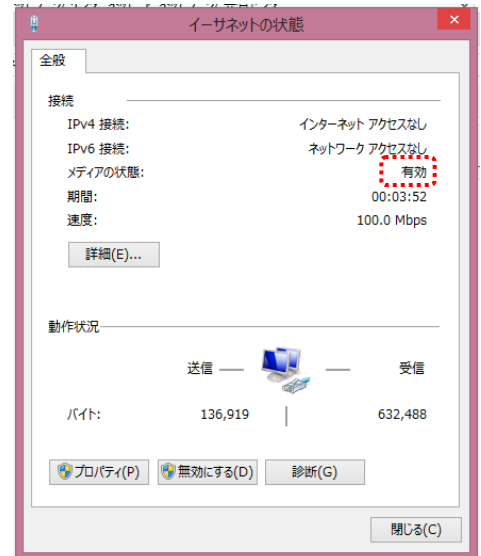 イーサネットの状態
全般
接続
IPv4 接続: インターネット アクセスなし
IPv6 接続: ネットワーク アクセスなし
メディアの状態: 有効
期間: 00:03:52
速度: 100.0 Mbps
詳細(E)...
動作状況
送信 受信
バイト: 136,919 632,488
プロパティ(P) 無効にする(D) 診断(G)
閉じる(C)